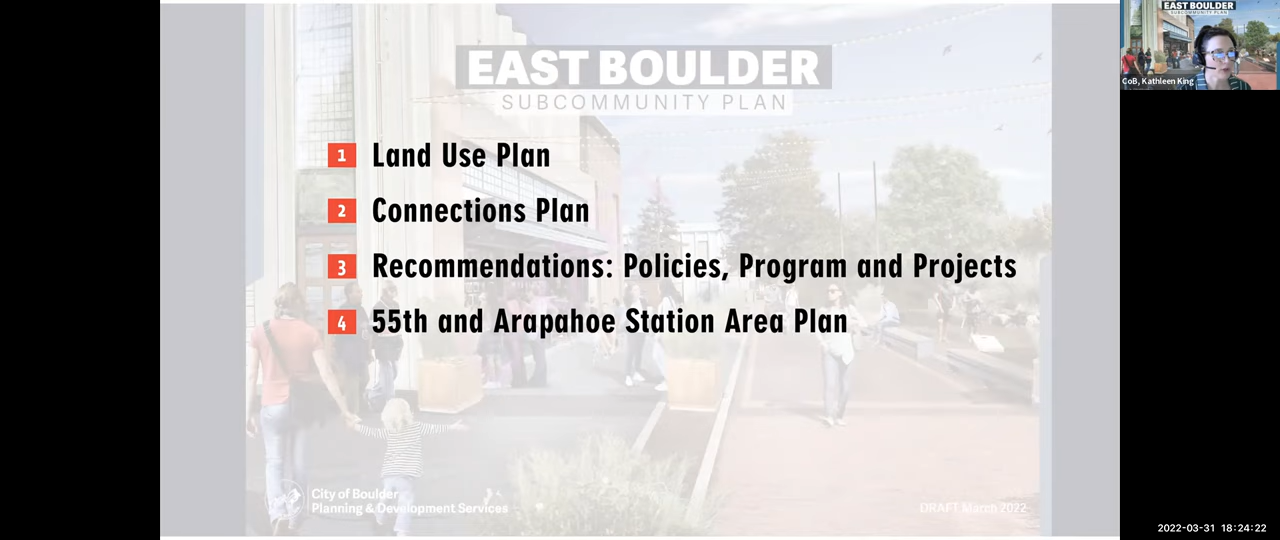 EAST BOULDER
SUBCOMMUNITY PLAN
1 Land Use Plan
2 Connections Plan
3 Recommendations: Policies, Program and Projects
4 55th and Arapahoe Station Area Plan
City of Boulder
Planning & Development Services
DRAFT March 2022
EAST BOULDER
SUBCOMMUNITY PLAN
CoB, Kathleen King
2022-03-31 18:24:22